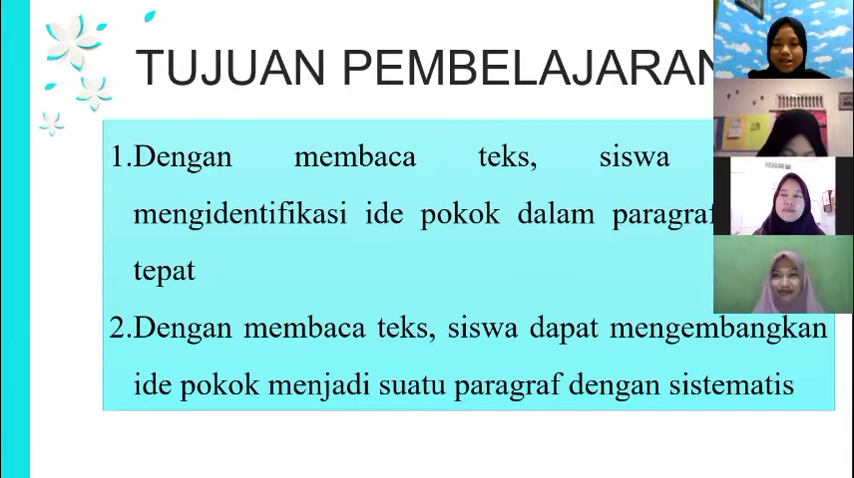 TUJUAN PEMBELAJARAN
1.Dengan membaca teks, siswa
mengidentifikasi ide pokok dalam paragraf
tepat
2.Dengan membaca teks, siswa dapat mengembangkan
ide pokok menjadi suatu paragraf dengan sistematis